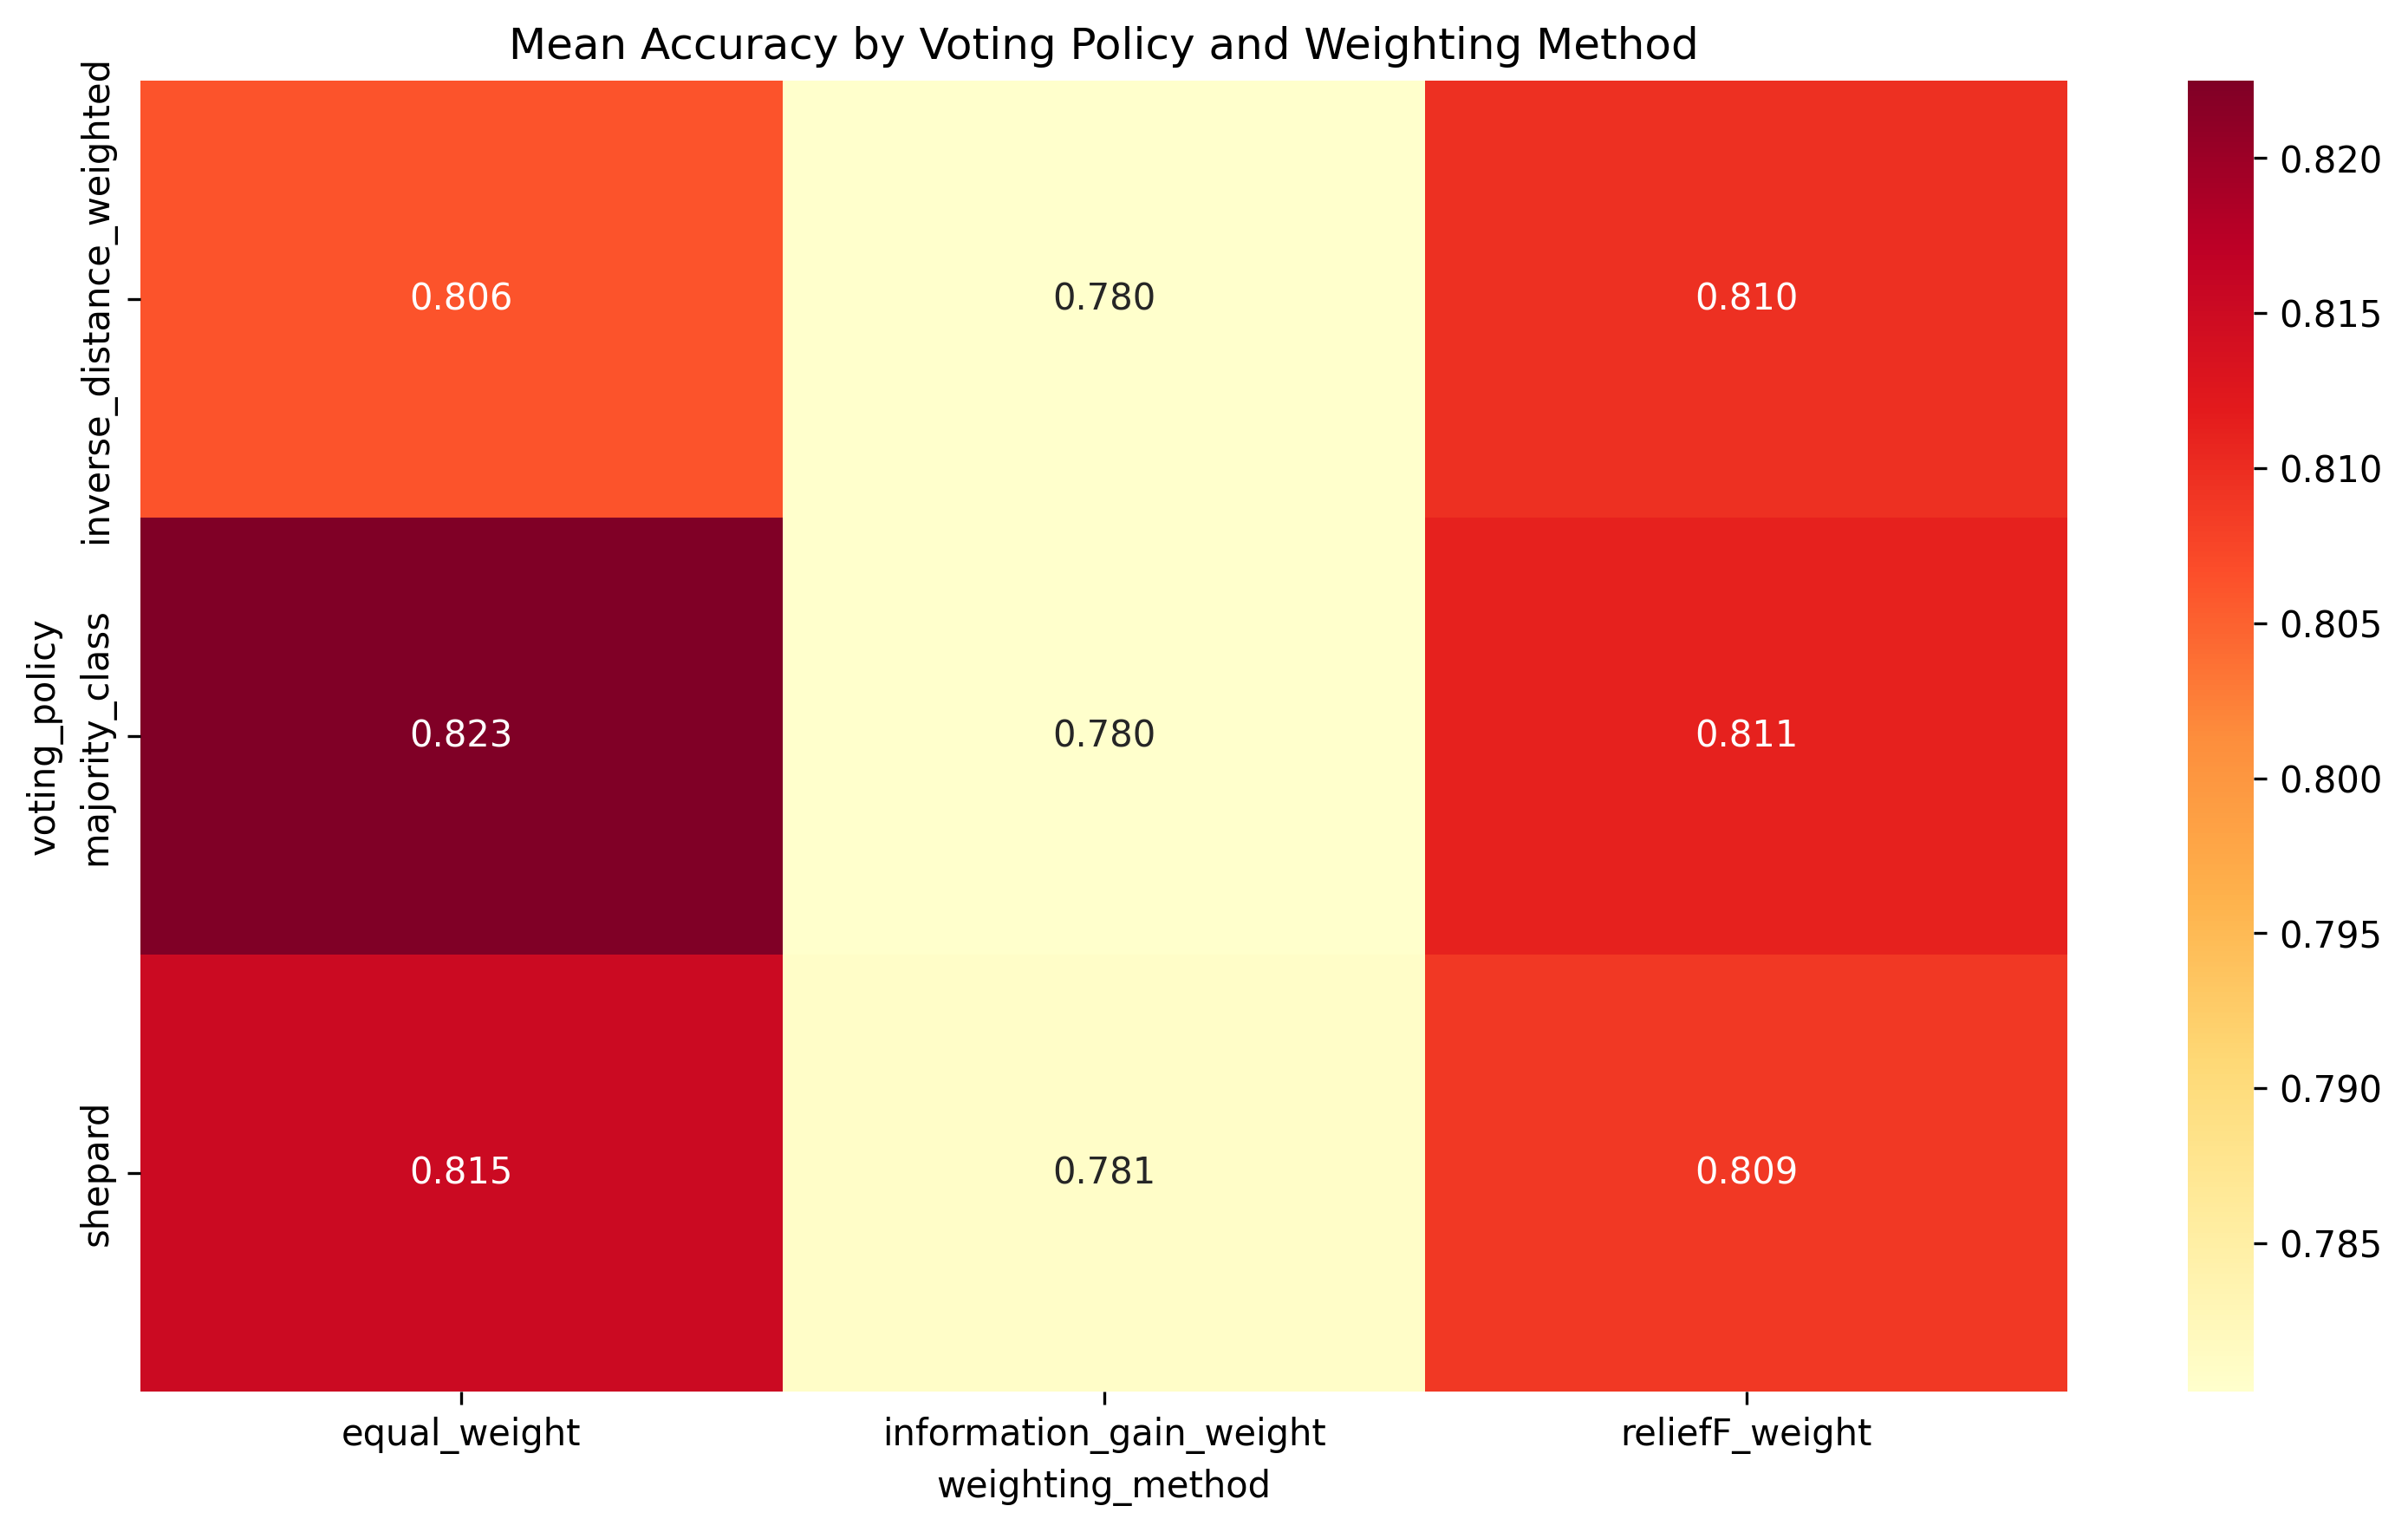 Mean Accuracy by Voting Policy and Weighting Method
voting_policy
inverse_distance_weighted
majority_class
shepard
0.806 0.780 0.810
0.823 0.780 0.811
0.815 0.781 0.809
equal_weight information_gain_weight reliefF_weight
weighting_method
0.820
0.815
0.810
0.805
0.800
0.795
0.790
0.785